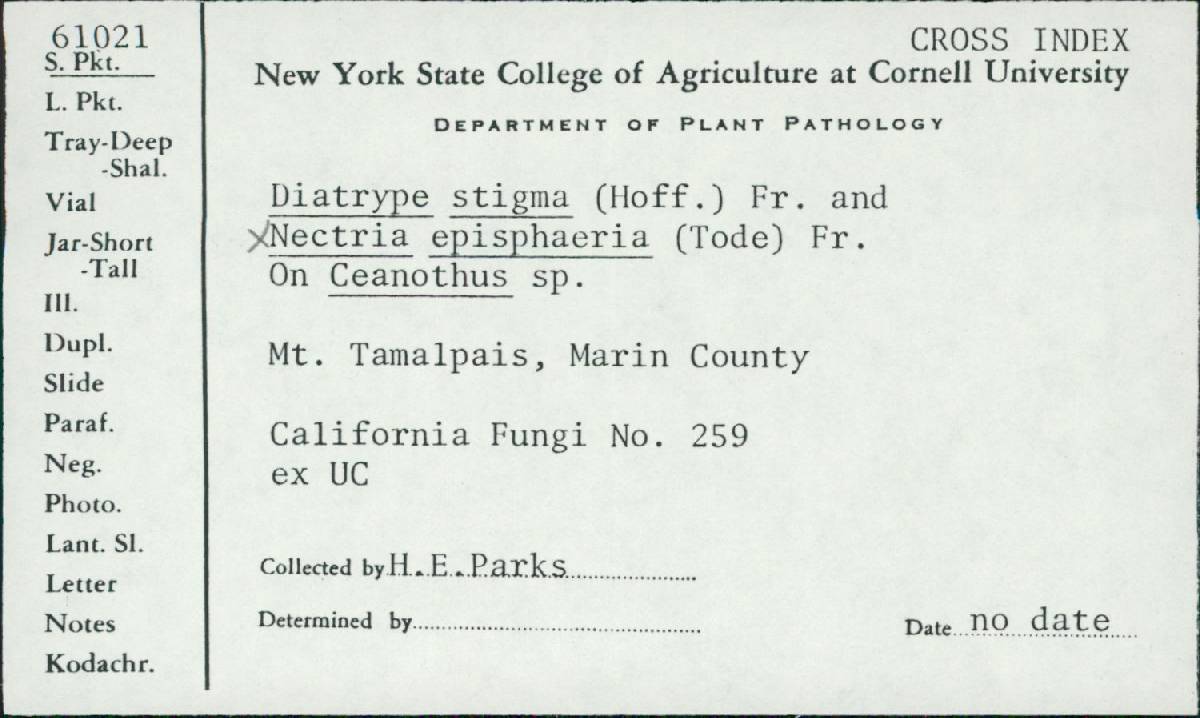 61021
S. Pkt.
L. Pkt.
Tray-Deep
-Shal.
Vial
Jar-Short
-Tall
Ill.
Dupl.
Slide
Paraf.
Neg.
Photo.
Lant. Sl.
Letter
Notes
Kodachr.
CROSS INDEX
New York State College of Agriculture at Cornell University
DEPARTMENT OF PLANT PATHOLOGY
Diatrype stigma (Hoff.) Fr. and
XNectria episphaeria (Tode) Fr.
On Ceanothus sp.
Mt. Tamalpais, Marin County
California Fungi No. 259
ex UC
Collected by H.E.Parks
Determined by
Date no date